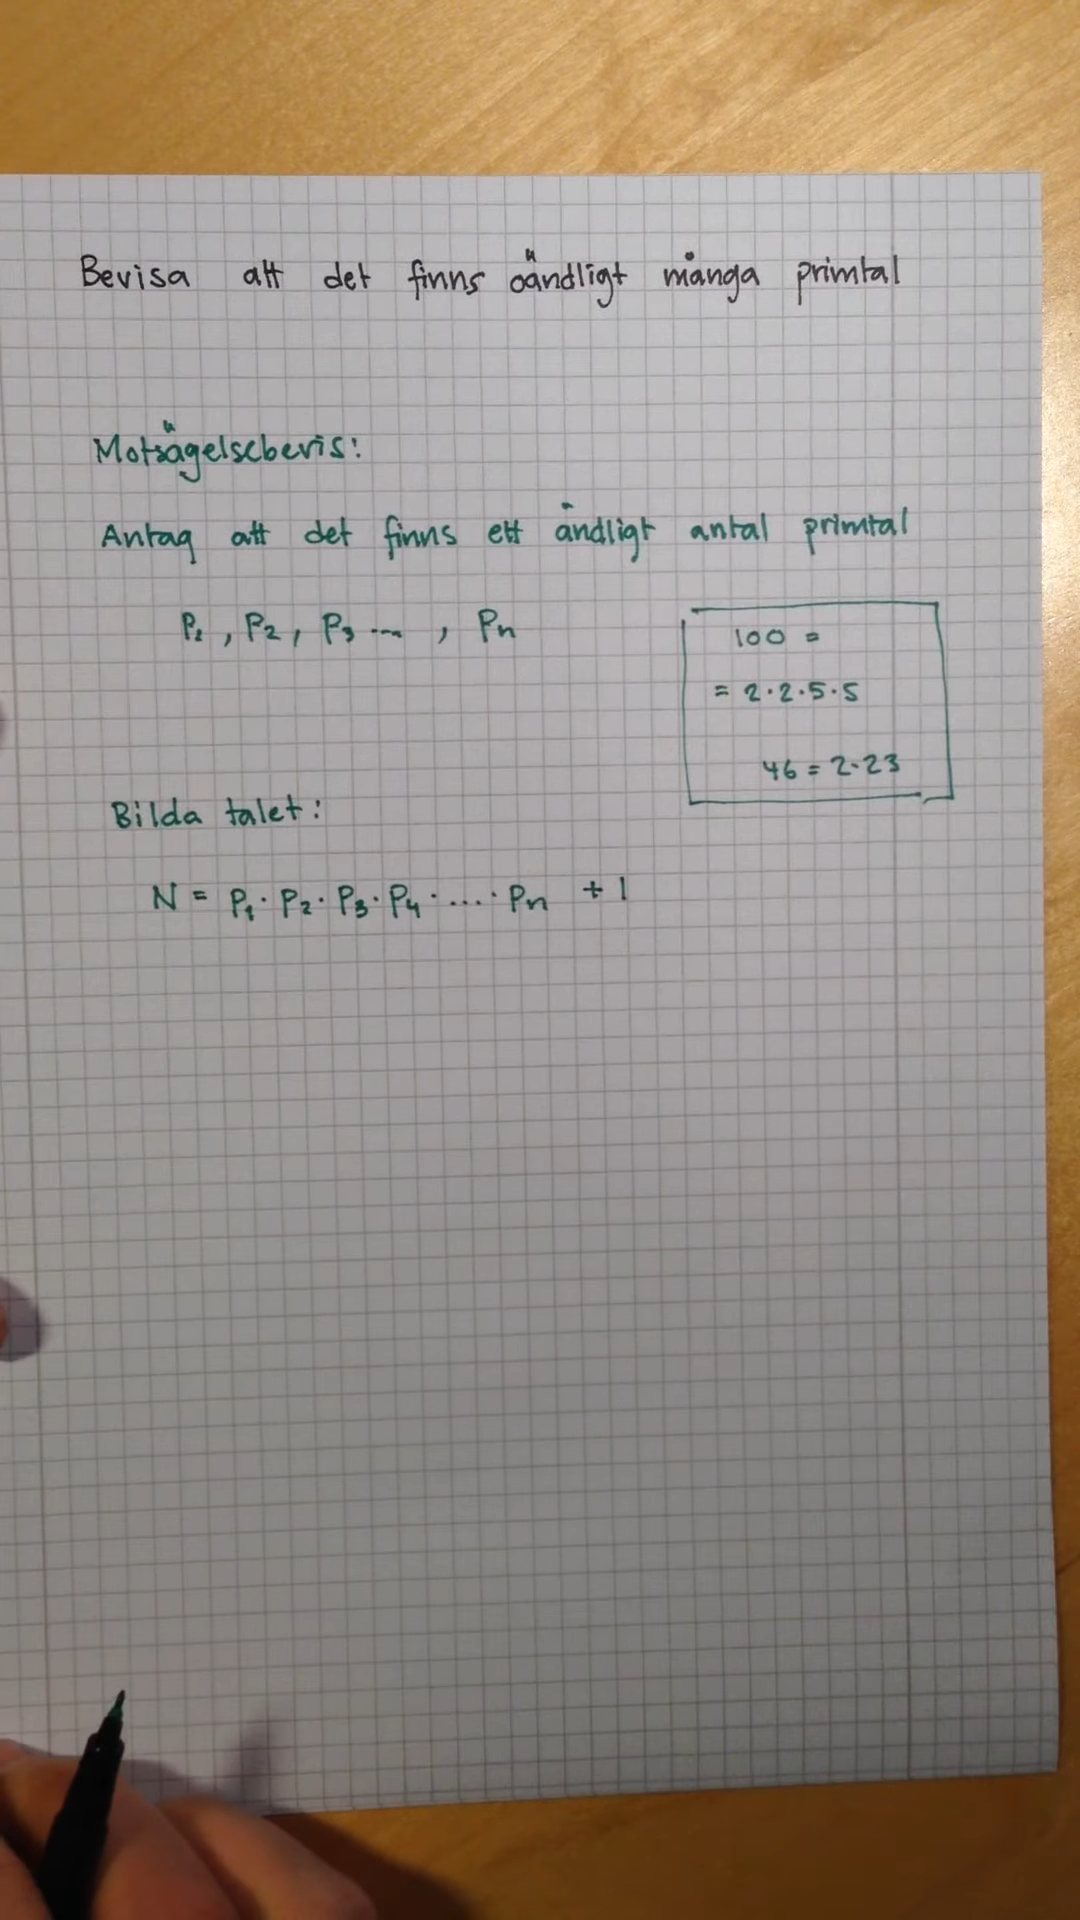 Bevisa att det finns oändligt många primtal
Motsägelsebevis:
Antag att det finns ett ändligt antal primtal
P₁, P₂, P₃ ..., Pn
100 =
= 2·2·5·5
46 = 2·23
Bilda talet:
N = P₁·P₂·P₃·P₄·....·Pn + 1